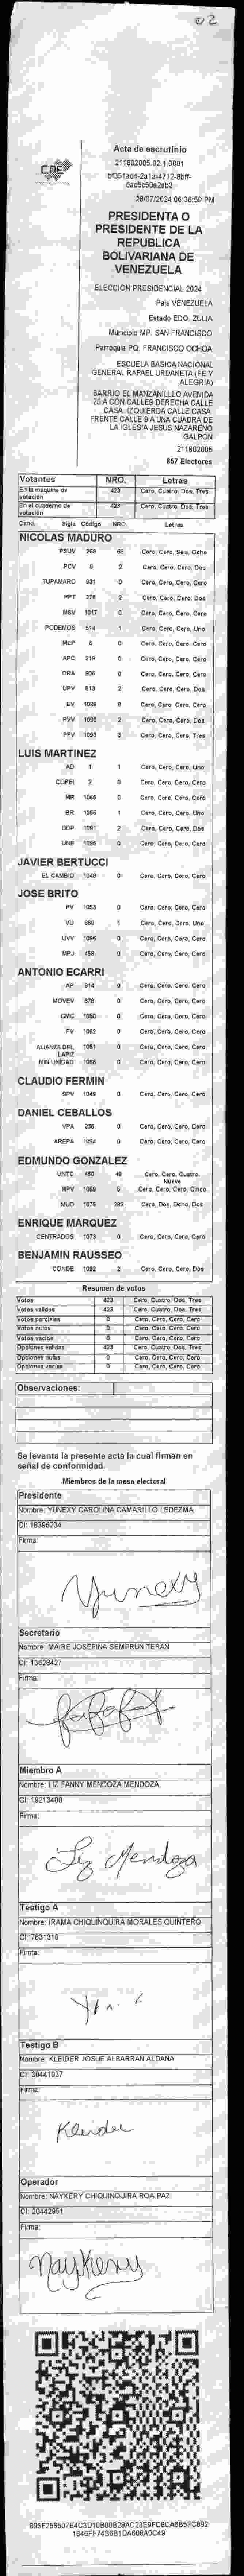 02
CNE
Acta de escrutinio
211802005.02.1.0001
bf351ad4-2a1a-4712-8bff-
6ad5c50a2ab3
28/07/2024 06:36:59 PM
PRESIDENTA O
PRESIDENTE DE LA
REPUBLICA
BOLIVARIANA DE
VENEZUELA
ELECCIÓN PRESIDENCIAL 2024
País VENEZUELA
Estado EDO. ZULIA
Municipio MP. SAN FRANCISCO
Parroquia PQ. FRANCISCO OCHOA
ESCUELA BASICA NACIONAL
GENERAL RAFAEL URDANETA (FE Y
ALEGRIA)
BARRIO EL MANZANILLLO AVENIDA
25 A CON CALLES DERECHA CALLE
CASA. IZQUIERDA CALLE CASA.
FRENTE CALLE 9 A UNA CUADRA DE
LA IGLESIA JESUS NAZARENO
GALPON
211802005
857 Electores
Votantes NRO. Letras
En la máquina de votación 423 Cero, Cuatro, Dos, Tres
En el cuaderno de votación 423 Cero, Cuatro, Dos, Tres
Cand. Sigla Código NRO. Letras
NICOLAS MADURO
PSUV 269 68 Cero, Cero, Seis, Ocho
PCV 9 2 Cero, Cero, Cero, Dos
TUPAMARO 931 0 Cero, Cero, Cero, Cero
PPT 275 2 Cero, Cero, Cero, Dos
MSV 1017 0 Cero, Cero, Cero, Cero
PODEMOS 514 1 Cero, Cero, Cero, Uno
MEP 6 0 Cero, Cero, Cero, Cero
APC 219 0 Cero, Cero, Cero, Cero
ORA 906 0 Cero, Cero, Cero, Cero
UPV 513 2 Cero, Cero, Cero, Dos
EV 1089 0 Cero, Cero, Cero, Cero
PVV 1090 2 Cero, Cero, Cero, Dos
PFV 1093 3 Cero, Cero, Cero, Tres
LUIS MARTINEZ
AD 1 1 Cero, Cero, Cero, Uno
COPEI 2 0 Cero, Cero, Cero, Cero
MR 1065 0 Cero, Cero, Cero, Cero
BR 1066 1 Cero, Cero, Cero, Uno
DDP 1091 2 Cero, Cero, Cero, Dos
UNE 1095 0 Cero, Cero, Cero, Cero
JAVIER BERTUCCI
EL CAMBIO 1048 0 Cero, Cero, Cero, Cero
JOSE BRITO
PV 1053 0 Cero, Cero, Cero, Cero
VU 868 1 Cero, Cero, Cero, Uno
UVV 1096 0 Cero, Cero, Cero, Cero
MPJ 458 0 Cero, Cero, Cero, Cero
ANTONIO ECARRI
AP 814 0 Cero, Cero, Cero, Cero
MOVEV 878 0 Cero, Cero, Cero, Cero
CMC 1050 0 Cero, Cero, Cero, Cero
FV 1062 0 Cero, Cero, Cero, Cero
ALIANZA DEL LAPIZ 1051 0 Cero, Cero, Cero, Cero
MIN UNIDAD 1088 0 Cero, Cero, Cero, Cero
CLAUDIO FERMIN
SPV 1049 0 Cero, Cero, Cero, Cero
DANIEL CEBALLOS
VPA 236 0 Cero, Cero, Cero, Cero
AREPA 1094 0 Cero, Cero, Cero, Cero
EDMUNDO GONZALEZ
UNTC 450 49 Cero, Cero, Cuatro, Nueve
MPV 1069 5 Cero, Cero, Cero, Cinco
MUD 1075 282 Cero, Dos, Ocho, Dos
ENRIQUE MARQUEZ
CENTRADOS 1073 0 Cero, Cero, Cero, Cero
BENJAMIN RAUSSEO
CONDE 1092 2 Cero, Cero, Cero, Dos
Resumen de votos
Votos 423 Cero, Cuatro, Dos, Tres
Votos válidos 423 Cero, Cuatro, Dos, Tres
Votos parciales 0 Cero, Cero, Cero, Cero
Votos nulos 0 Cero, Cero, Cero, Cero
Votos vacíos 0 Cero, Cero, Cero, Cero
Opciones válidas 423 Cero, Cuatro, Dos, Tres
Opciones nulas 0 Cero, Cero, Cero, Cero
Opciones vacías 0 Cero, Cero, Cero, Cero
Observaciones:
Se levanta la presente acta la cual firman en
señal de conformidad.
Miembros de la mesa electoral
Presidente
Nombre: YUNEXY CAROLINA CAMARILLO LEDEZMA
CI: 18396234
Firma:
Yunexy
Secretario
Nombre: MAIRE JOSEFINA SEMPRUN TERAN
CI: 13628427
Firma:
Miembro A
Nombre: LIZ FANNY MENDOZA MENDOZA
CI: 19213400
Firma:
Liz Mendoza
Testigo A
Nombre: IRAMA CHIQUINQUIRA MORALES QUINTERO
CI: 7831319
Firma:
Testigo B
Nombre: KLEIDER JOSUE ALBARRAN ALDANA
CI: 30441937
Firma:
Kleider
Operador
Nombre: NAYKERY CHIQUINQUIRA ROA PAZ
CI: 20442951
Firma:
Naykery
895F256507E4C3D10B00B28AC23E9FD8CA6B5FC892
1646FF74B6B1DA608A0C49